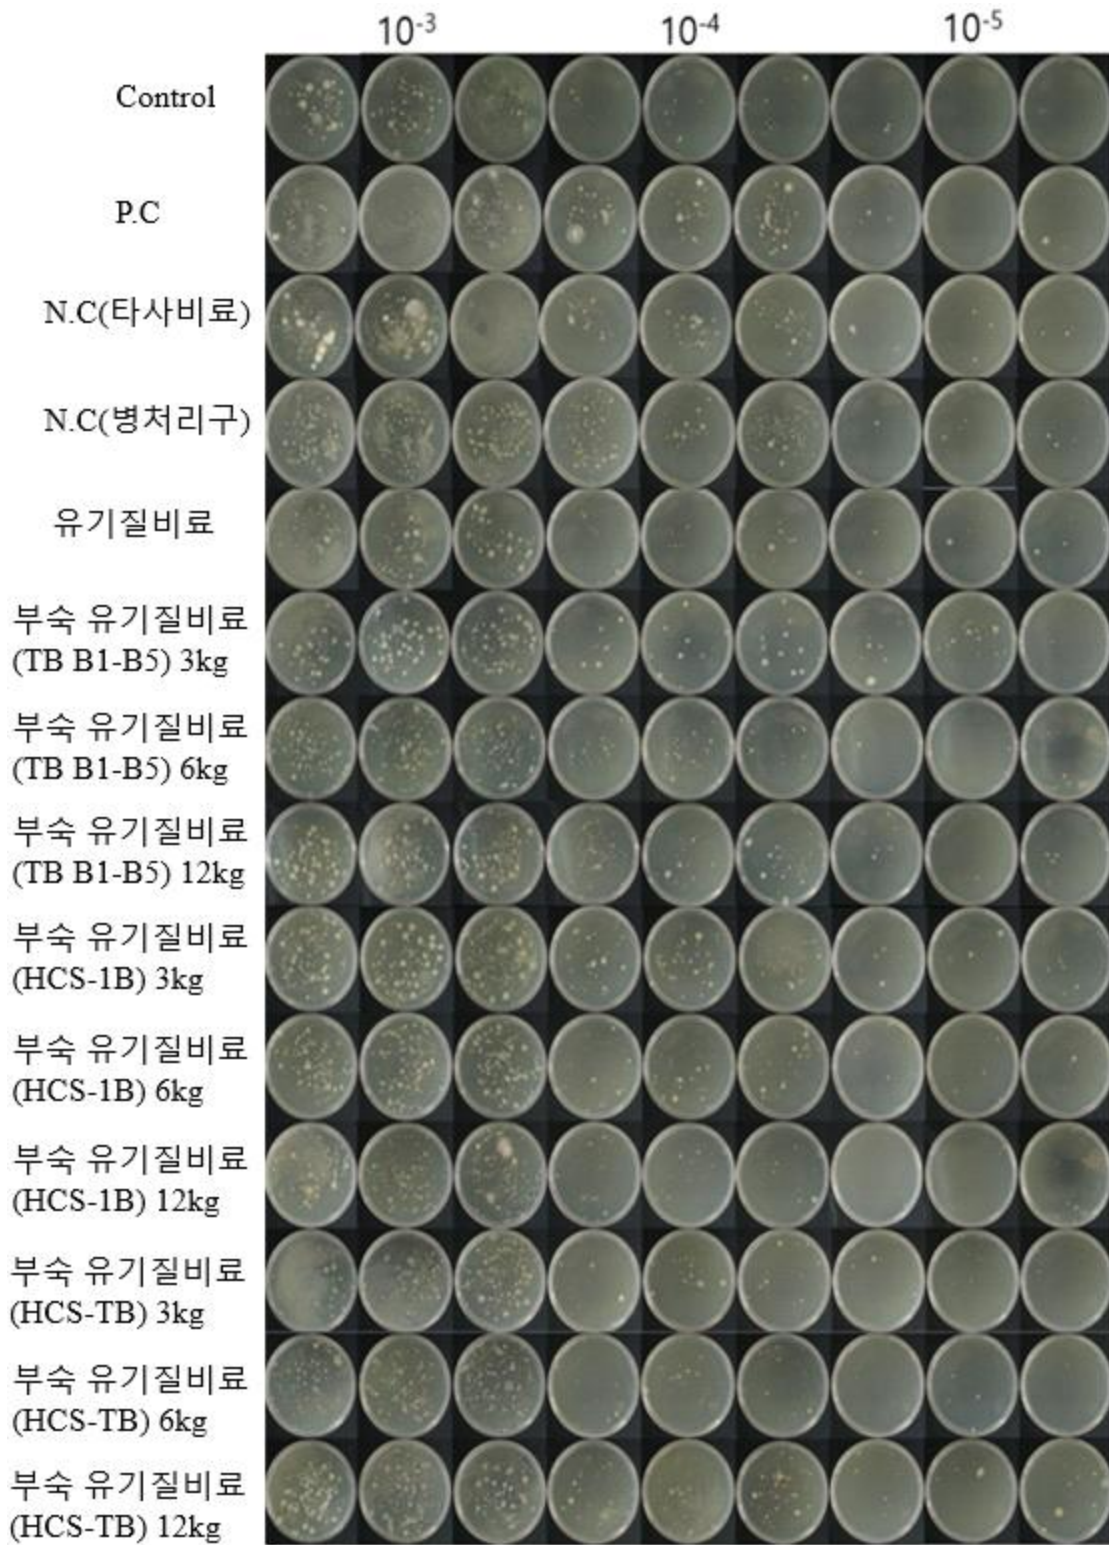 10-3 10-4 10-5
Control
P.C
N.C(타사비료)
N.C(병처리구)
유기질비료
부숙 유기질비료
(TB B1-B5) 3kg
부숙 유기질비료
(TB B1-B5) 6kg
부숙 유기질비료
(TB B1-B5) 12kg
부숙 유기질비료
(HCS-1B) 3kg
부숙 유기질비료
(HCS-1B) 6kg
부숙 유기질비료
(HCS-1B) 12kg
부숙 유기질비료
(HCS-TB) 3kg
부숙 유기질비료
(HCS-TB) 6kg
부숙 유기질비료
(HCS-TB) 12kg